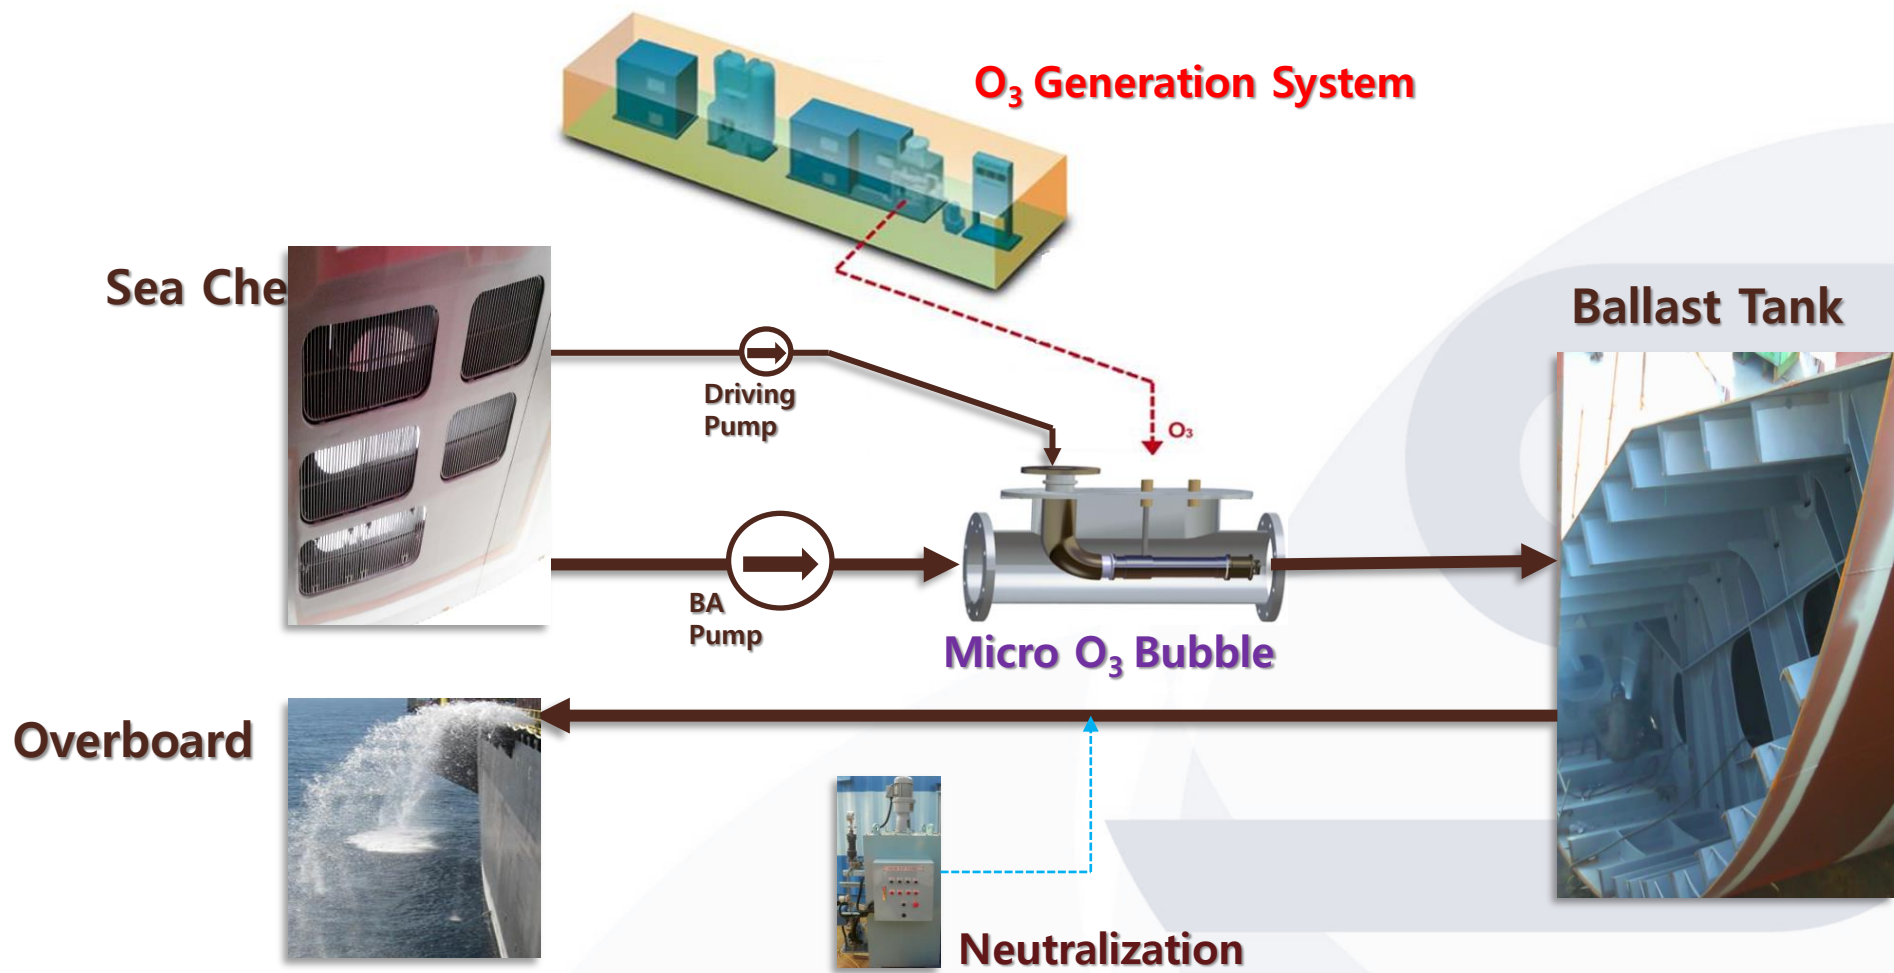 O₃ Generation System
Sea Che
Ballast Tank
Driving
Pump
O₃
BA
Pump
Micro O₃ Bubble
Overboard
Neutralization